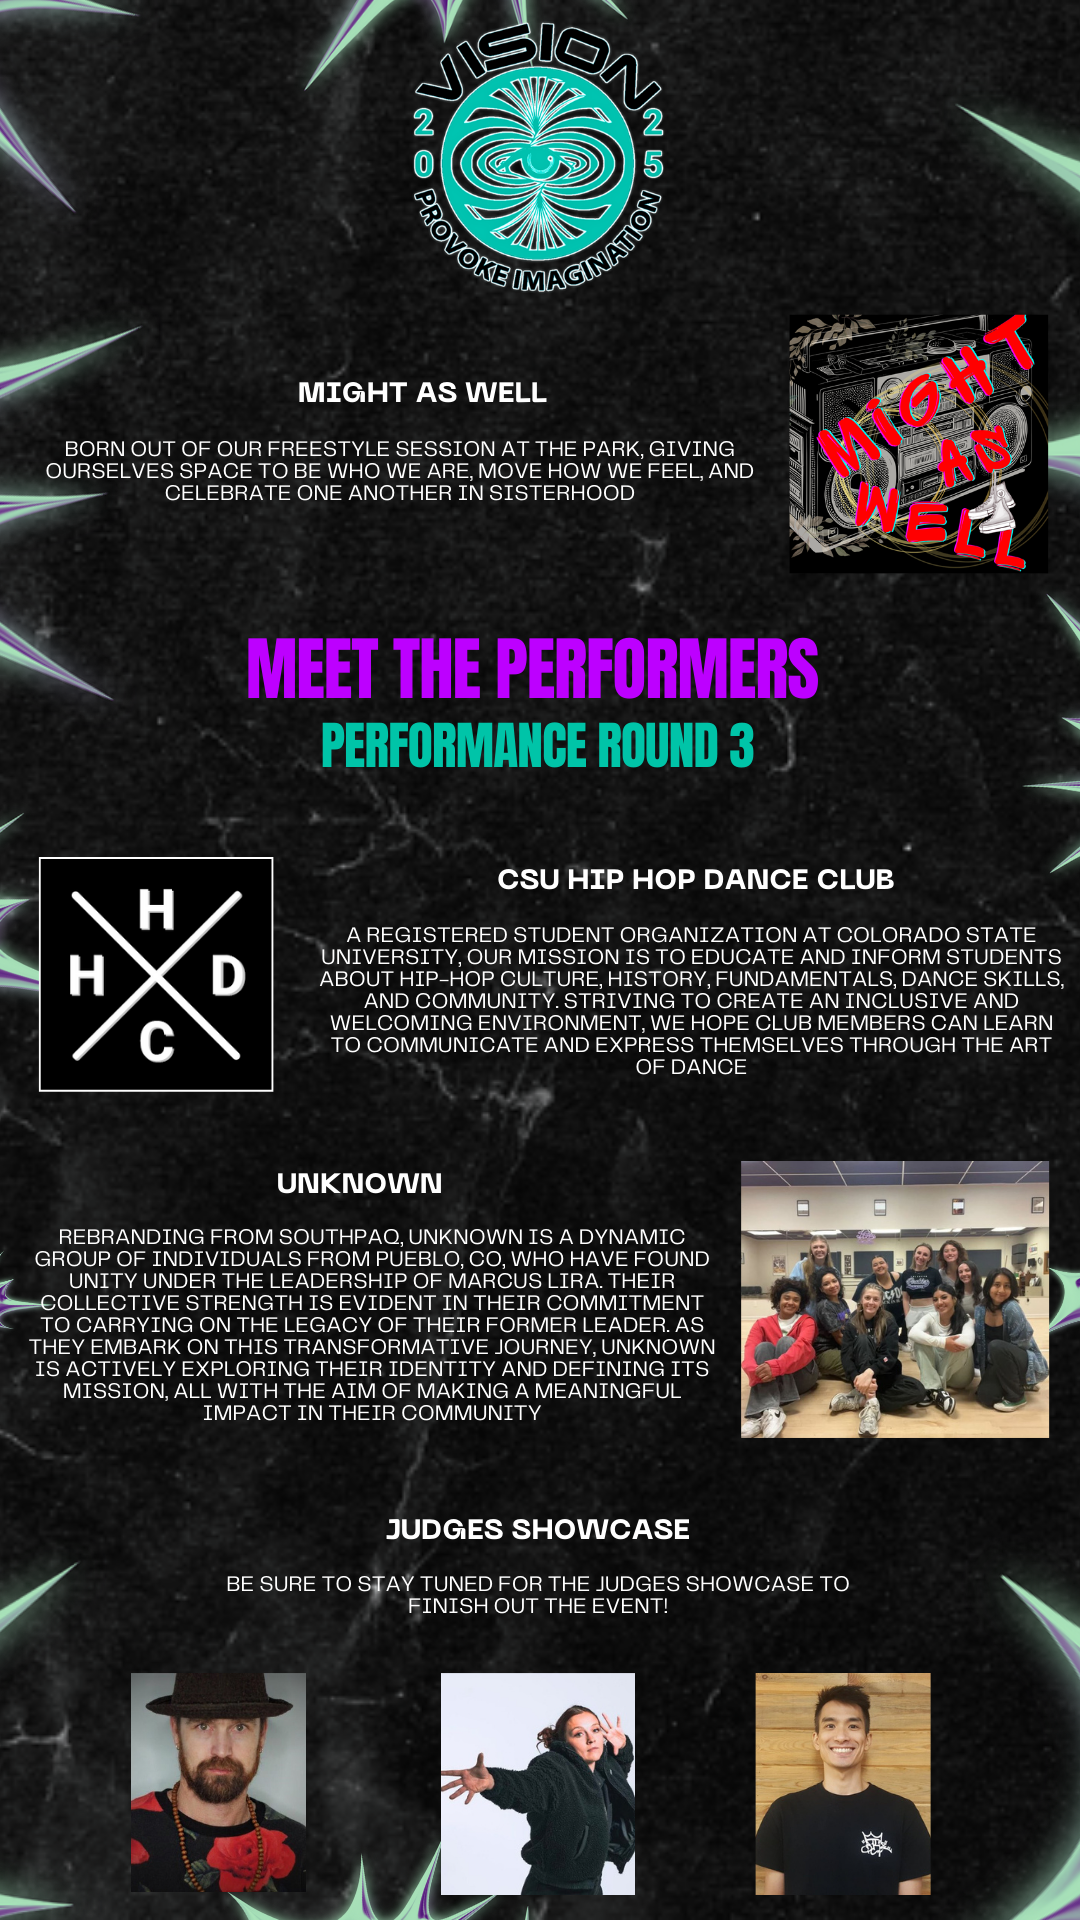 VISION
20 25
PROVOKE IMAGINATION
MIGHT AS WELL
BORN OUT OF OUR FREESTYLE SESSION AT THE PARK, GIVING
OURSELVES SPACE TO BE WHO WE ARE, MOVE HOW WE FEEL, AND
CELEBRATE ONE ANOTHER IN SISTERHOOD
MIGHT
AS
WELL
MEET THE PERFORMERS
PERFORMANCE ROUND 3
H
H D
C
CSU HIP HOP DANCE CLUB
A REGISTERED STUDENT ORGANIZATION AT COLORADO STATE
UNIVERSITY, OUR MISSION IS TO EDUCATE AND INFORM STUDENTS
ABOUT HIP-HOP CULTURE, HISTORY, FUNDAMENTALS, DANCE SKILLS,
AND COMMUNITY. STRIVING TO CREATE AN INCLUSIVE AND
WELCOMING ENVIRONMENT, WE HOPE CLUB MEMBERS CAN LEARN
TO COMMUNICATE AND EXPRESS THEMSELVES THROUGH THE ART
OF DANCE
UNKNOWN
REBRANDING FROM SOUTHPAQ, UNKNOWN IS A DYNAMIC
GROUP OF INDIVIDUALS FROM PUEBLO, CO, WHO HAVE FOUND
UNITY UNDER THE LEADERSHIP OF MARCUS LIRA. THEIR
COLLECTIVE STRENGTH IS EVIDENT IN THEIR COMMITMENT
TO CARRYING ON THE LEGACY OF THEIR FORMER LEADER. AS
THEY EMBARK ON THIS TRANSFORMATIVE JOURNEY, UNKNOWN
IS ACTIVELY EXPLORING THEIR IDENTITY AND DEFINING ITS
MISSION, ALL WITH THE AIM OF MAKING A MEANINGFUL
IMPACT IN THEIR COMMUNITY
JUDGES SHOWCASE
BE SURE TO STAY TUNED FOR THE JUDGES SHOWCASE TO
FINISH OUT THE EVENT!